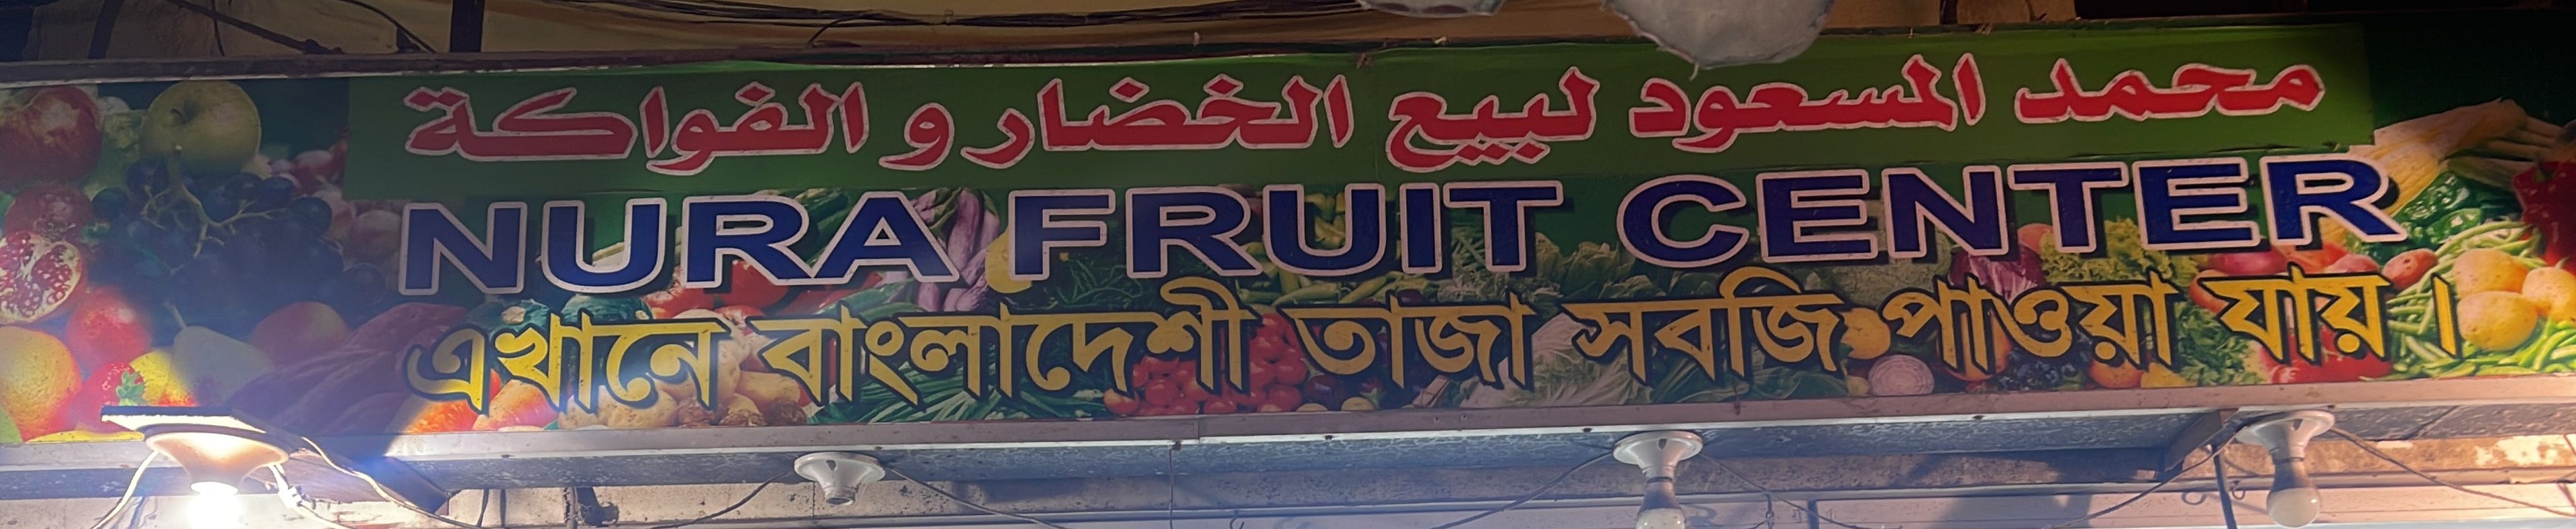 محمد المسعود لبيع الخضار و الفواكة
NURA FRUIT CENTER
এখানে বাংলাদেশী তাজা সবজি পাওয়া যায়।